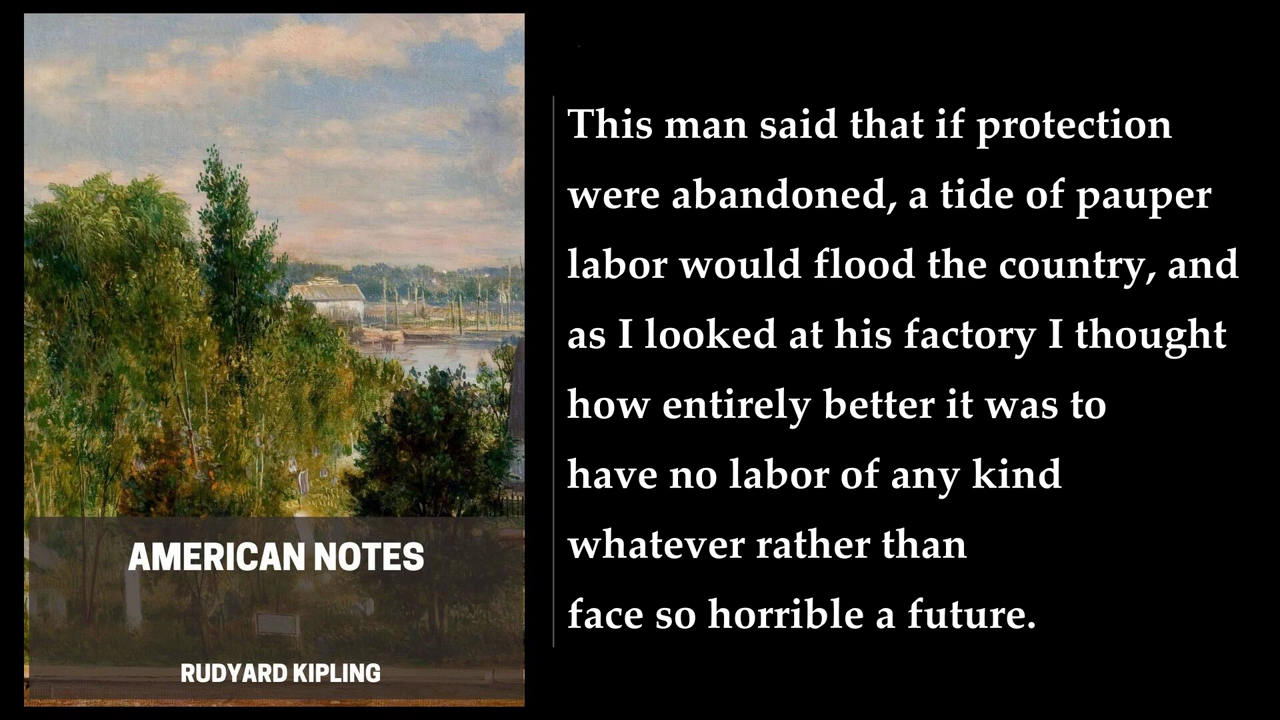 AMERICAN NOTES
RUDYARD KIPLING
This man said that if protection
were abandoned, a tide of pauper
labor would flood the country, and
as I looked at his factory I thought
how entirely better it was to
have no labor of any kind
whatever rather than
face so horrible a future.